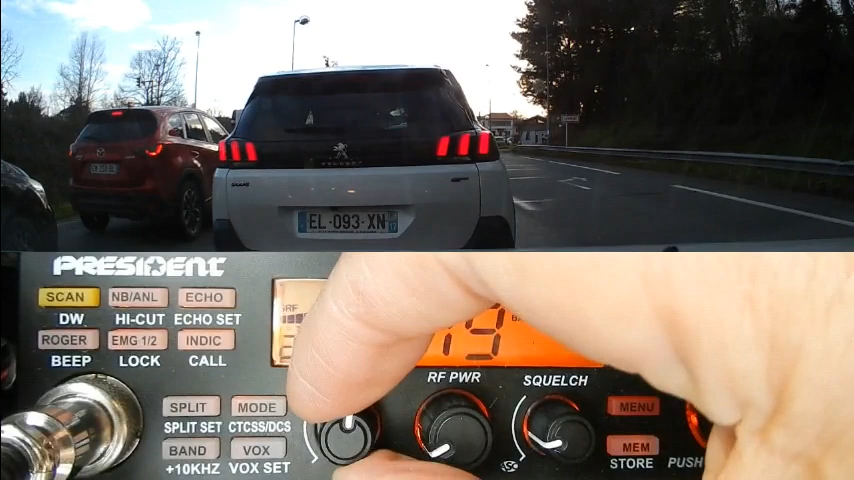 PEUGEOT
EL-093-XN
PRESIDENT
SCAN NB/ANL ECHO
DW HI-CUT ECHO SET
ROGER EMG 1/2 INDIC
BEEP LOCK CALL
19
RF PWR SQUELCH
SPLIT MODE MENU
SPLIT SET CTCSS/DCS
BAND VOX MEM
+10KHZ VOX SET STORE PUSH